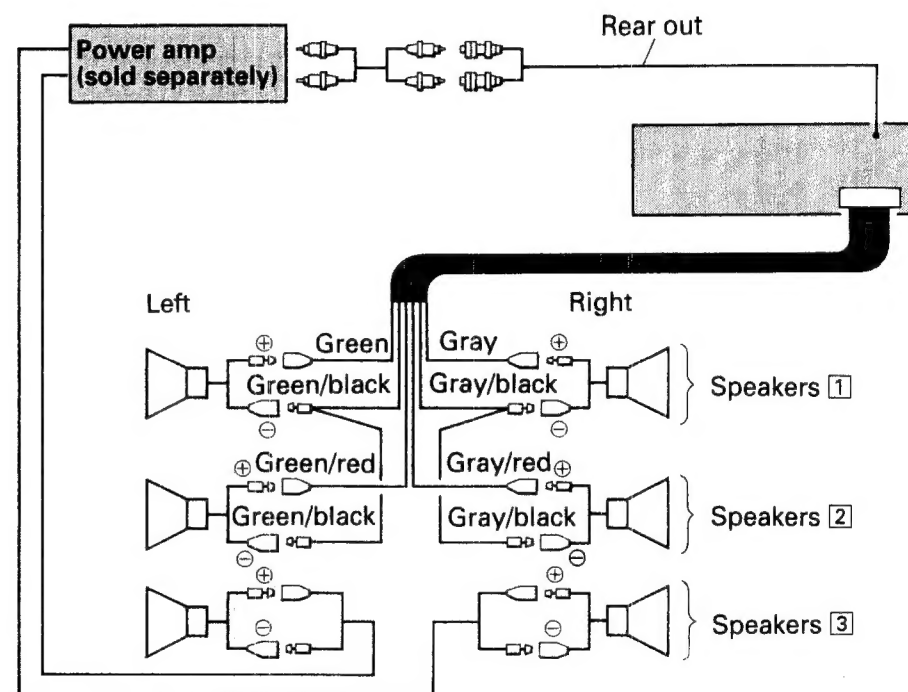 Rear out
Power amp
(sold separately)
Left
Right
⊕
Green
Gray
⊕
Green/black
Gray/black
Speakers 1
⊖
⊖
⊕
Green/red
Gray/red
⊕
Green/black
Gray/black
Speakers 2
⊖
⊖
⊕
⊕
⊖
⊖
Speakers 3